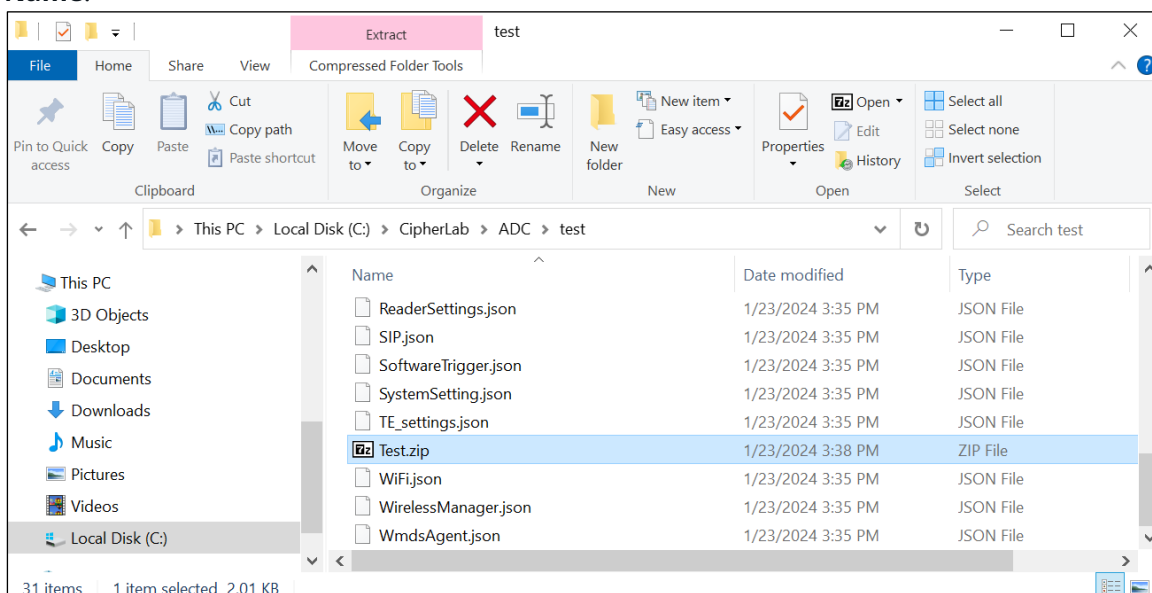 Extract test
File Home Share View Compressed Folder Tools
Pin to Quick access
Copy
Paste
Cut
Copy path
Paste shortcut
Clipboard
Move to
Copy to
Delete
Rename
Organize
New folder
New item
Easy access
New
Properties
Open
Edit
History
Open
Select all
Select none
Invert selection
Select
This PC > Local Disk (C:) > CipherLab > ADC > test
Search test
This PC
3D Objects
Desktop
Documents
Downloads
Music
Pictures
Videos
Local Disk (C:)
Name Date modified Type
ReaderSettings.json 1/23/2024 3:35 PM JSON File
SIP.json 1/23/2024 3:35 PM JSON File
SoftwareTrigger.json 1/23/2024 3:35 PM JSON File
SystemSetting.json 1/23/2024 3:35 PM JSON File
TE_settings.json 1/23/2024 3:35 PM JSON File
Test.zip 1/23/2024 3:38 PM ZIP File
WiFi.json 1/23/2024 3:35 PM JSON File
WirelessManager.json 1/23/2024 3:35 PM JSON File
WmdsAgent.json 1/23/2024 3:35 PM JSON File
31 items 1 item selected 2.01 KB